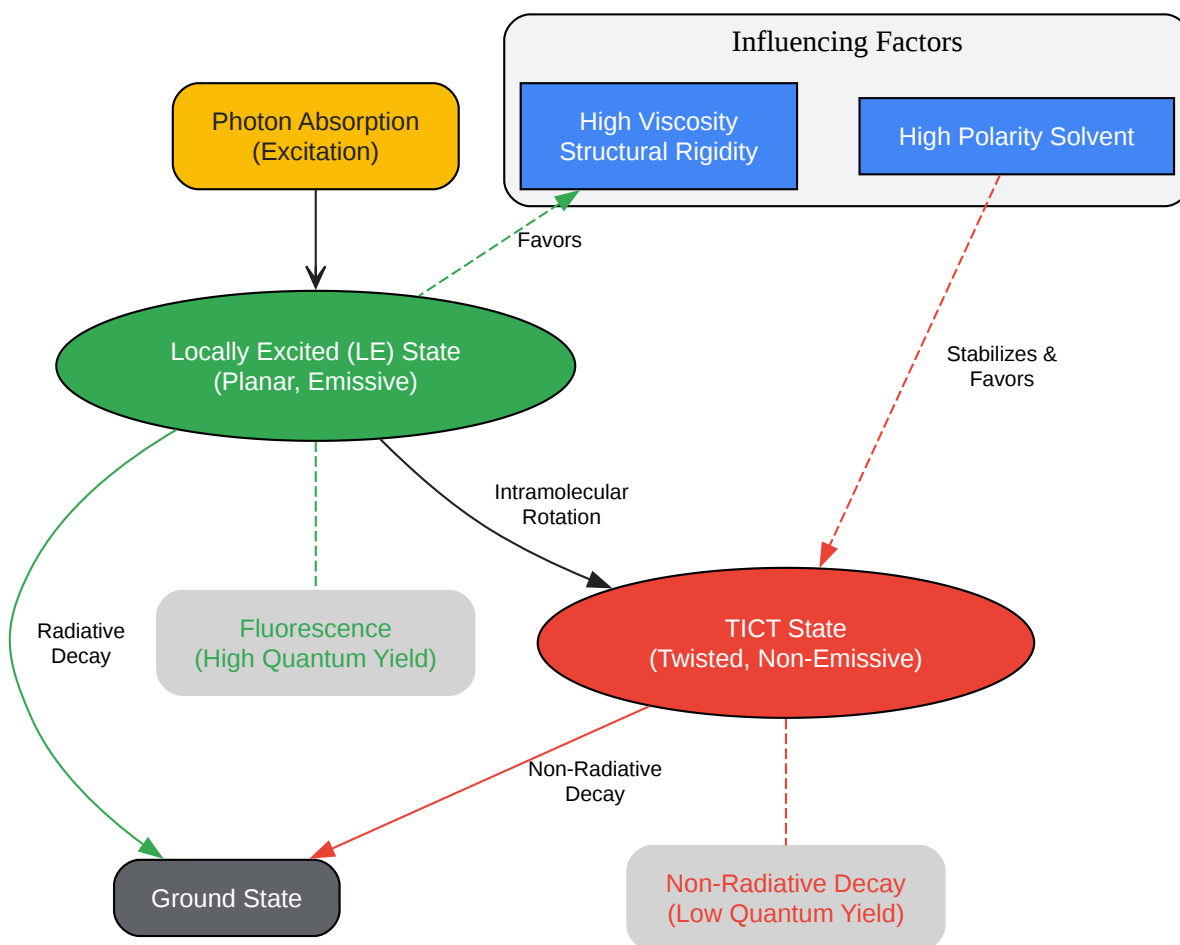 Influencing Factors
Photon Absorption
(Excitation)
High Viscosity
Structural Rigidity
High Polarity Solvent
Favors
Locally Excited (LE) State
(Planar, Emissive)
Stabilizes &
Favors
Intramolecular
Rotation
Radiative
Decay
Fluorescence
(High Quantum Yield)
TICT State
(Twisted, Non-Emissive)
Non-Radiative
Decay
Ground State
Non-Radiative Decay
(Low Quantum Yield)